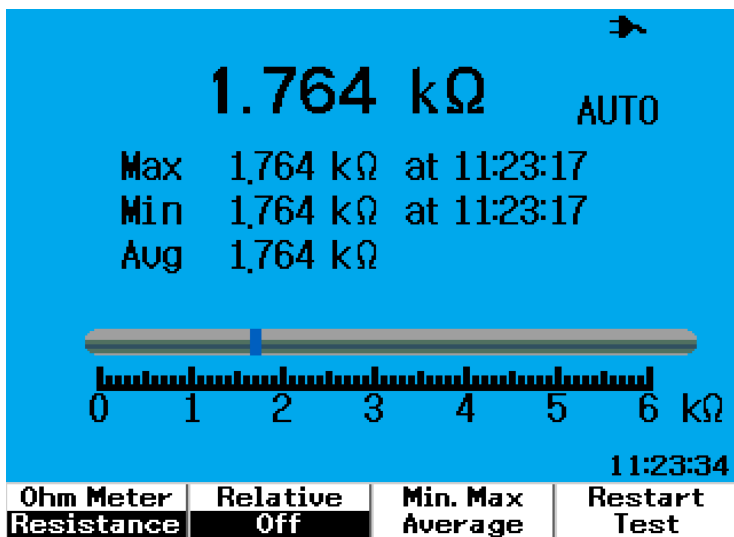 1.764 kΩ
AUTO
Max 1.764 kΩ at 11:23:17
Min 1.764 kΩ at 11:23:17
Avg 1.764 kΩ
0 1 2 3 4 5 6 kΩ
11:23:34
Ohm Meter Relative Min. Max Restart
Resistance Off Average Test